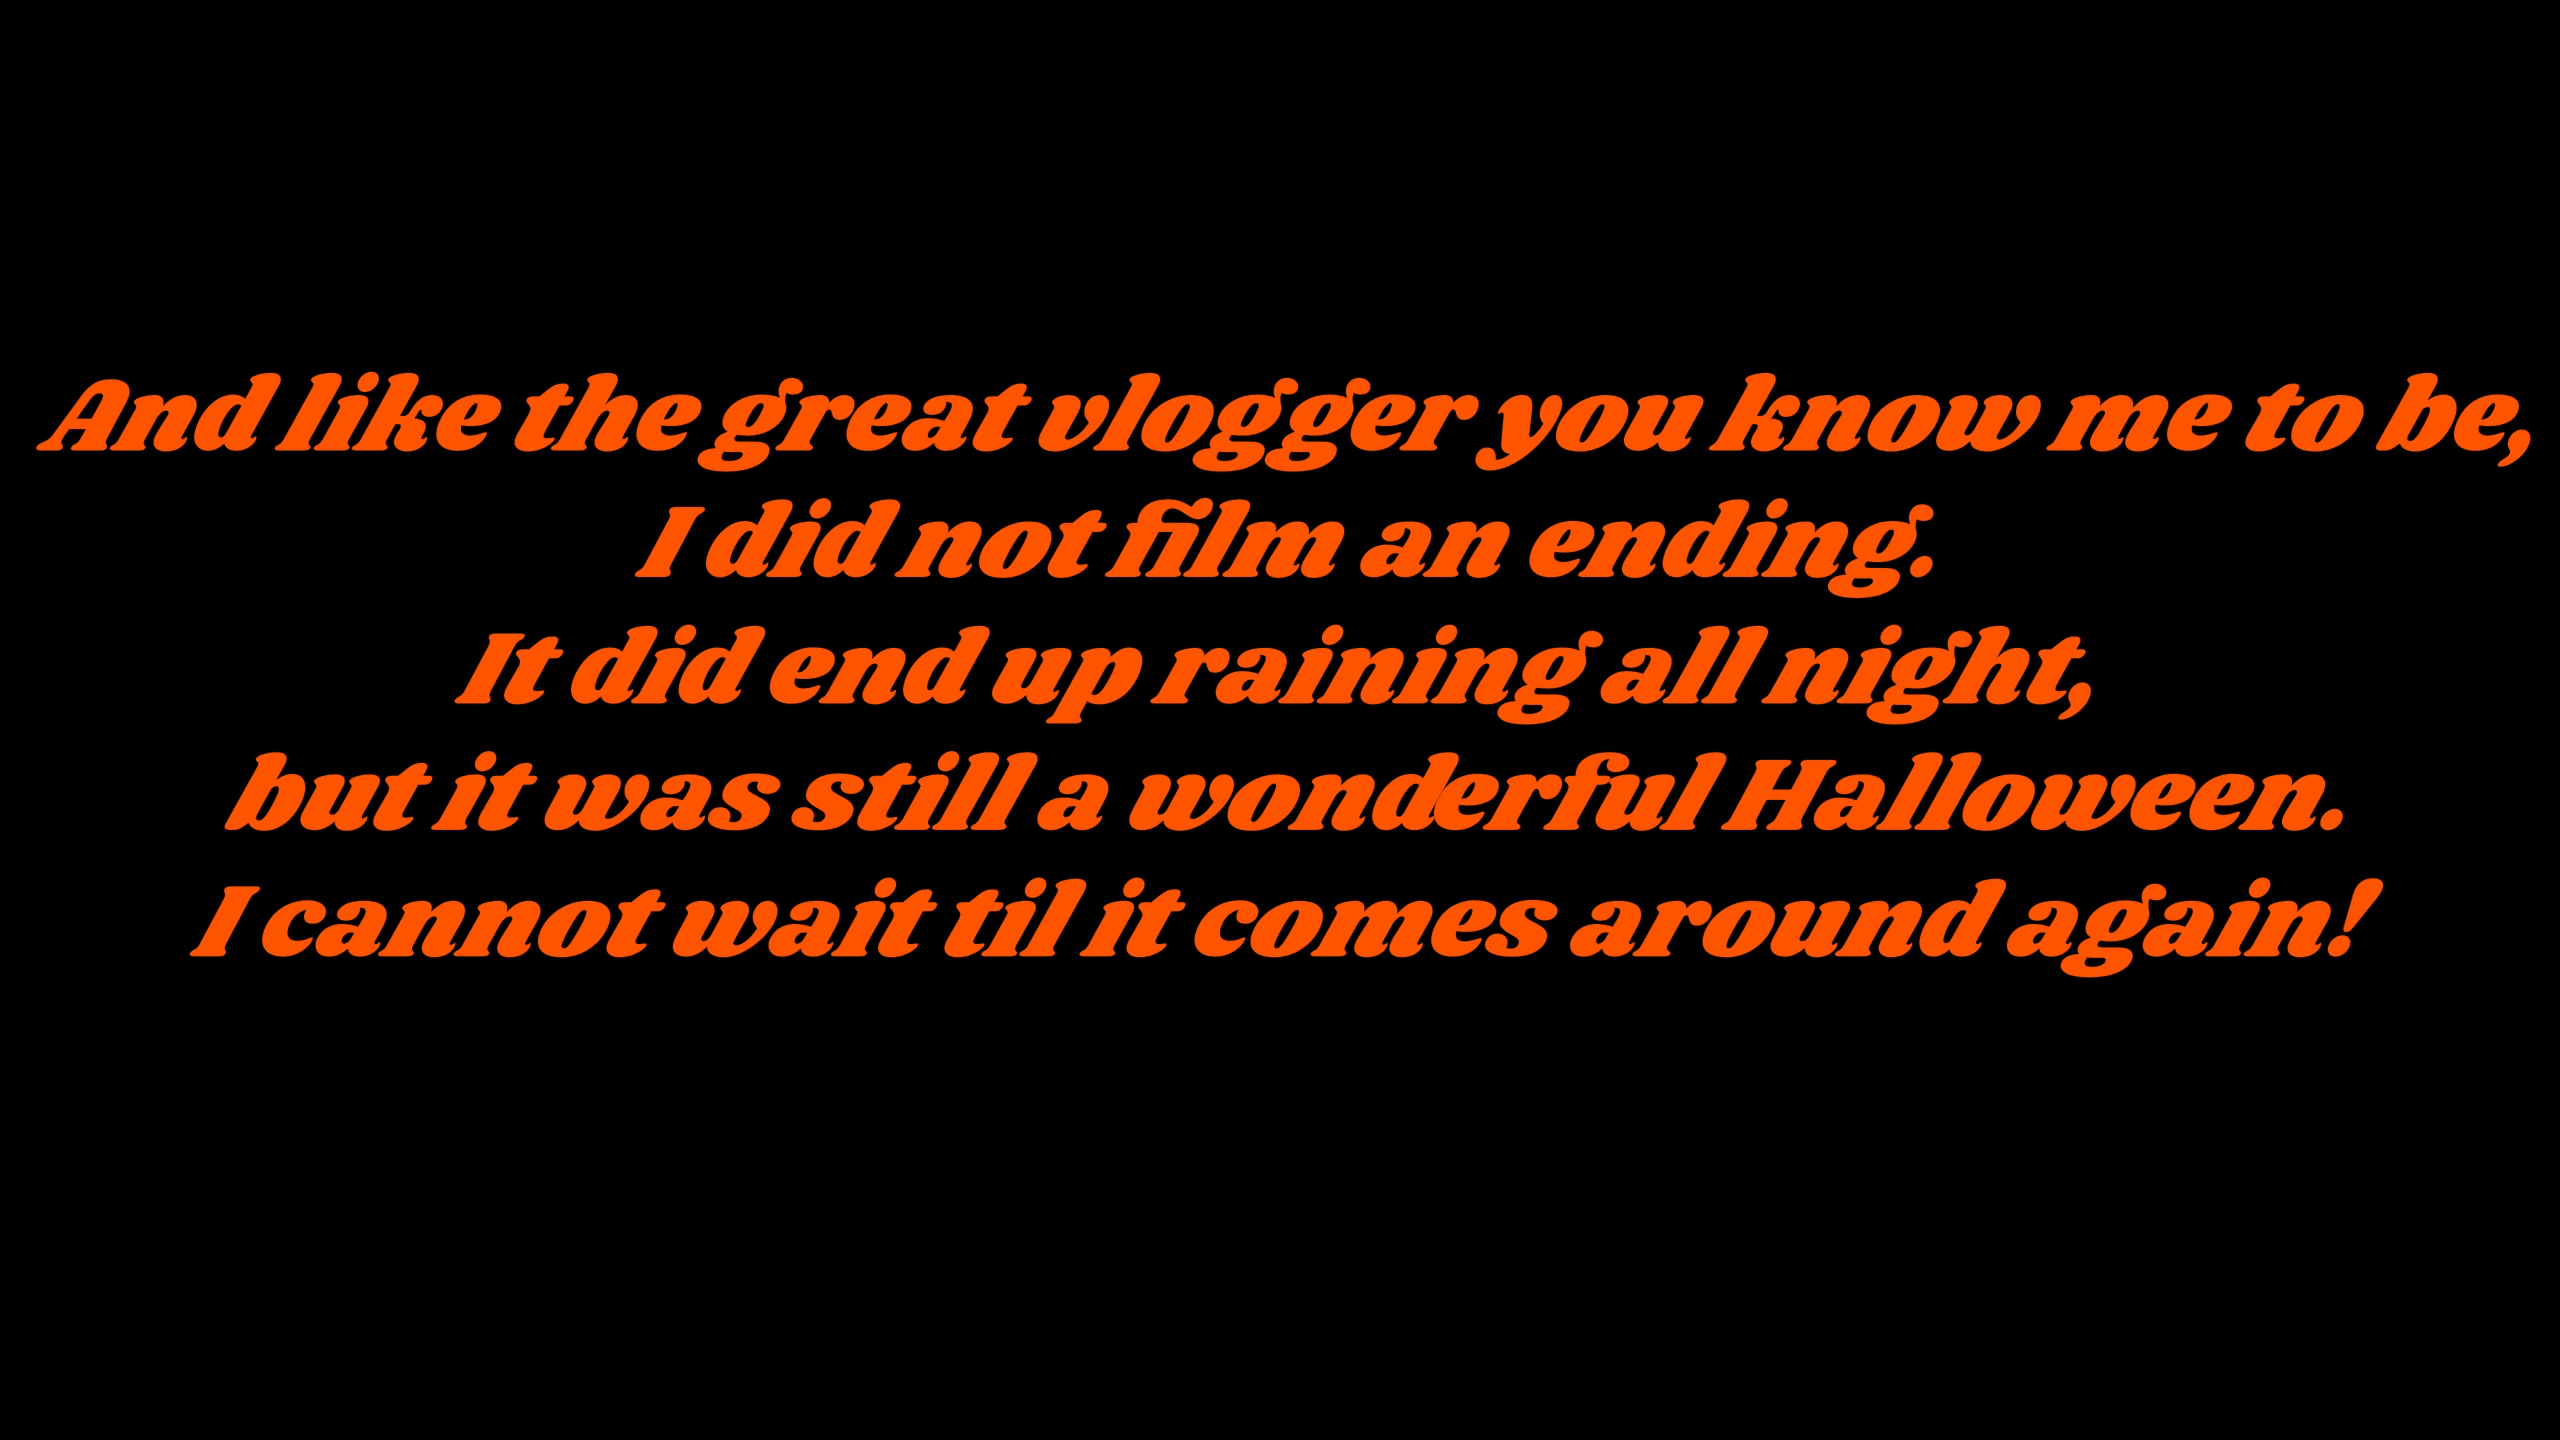 And like the great vlogger you know me to be,
I did not film an ending.
It did end up raining all night,
but it was still a wonderful Halloween.
I cannot wait til it comes around again!